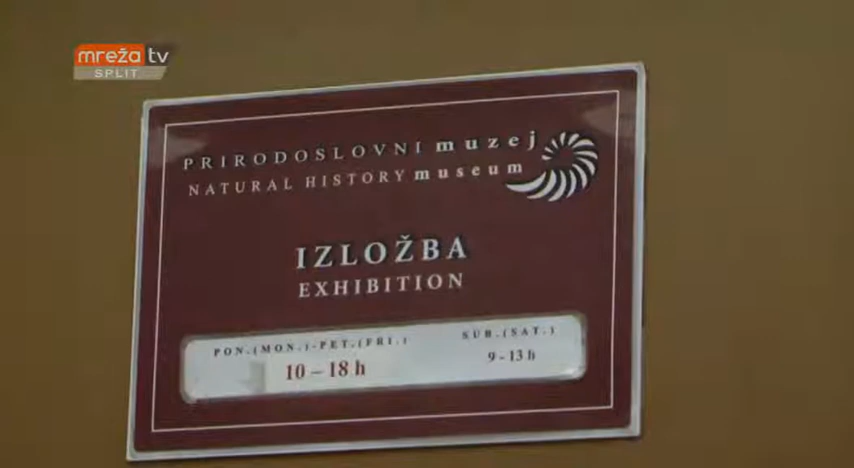 mreža tv
SPLIT
PRIRODOSLOVNI muzej
NATURAL HISTORY museum
IZLOŽBA
EXHIBITION
PON.(MON.)-PET.(FRI.)
10 – 18 h
SUB.(SAT.)
9 - 13 h